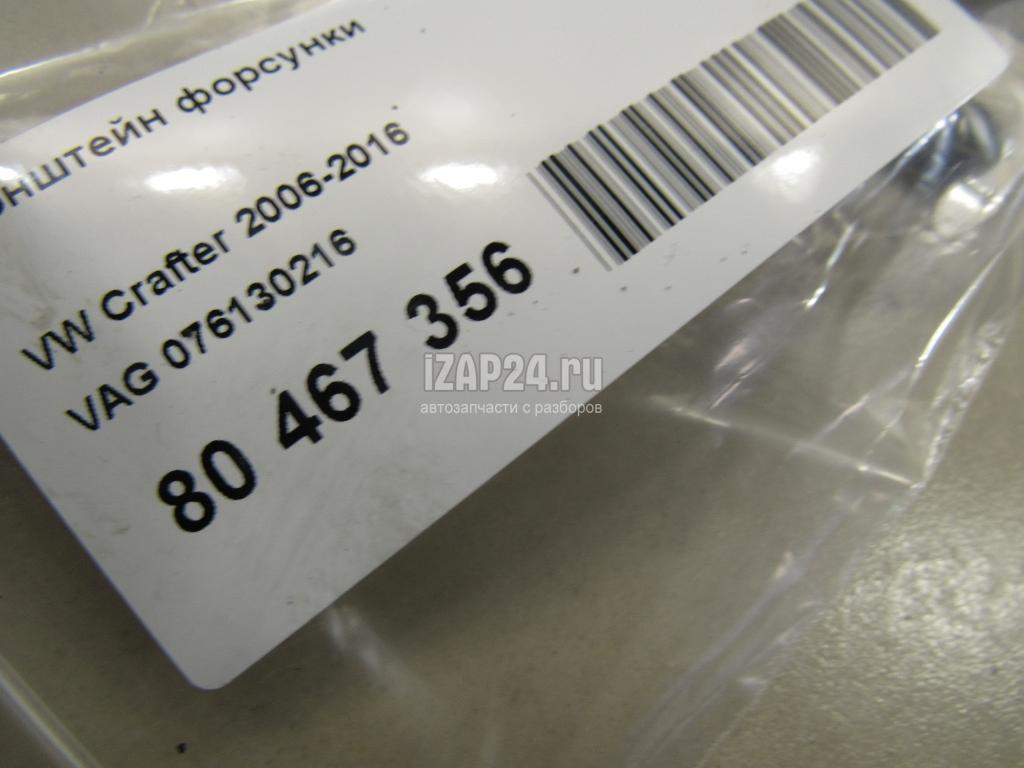 онштейн форсунки
VW Crafter 2006-2016
VAG 076130216
80 467 356
iZAP24.ru
автозапчасти с разборов